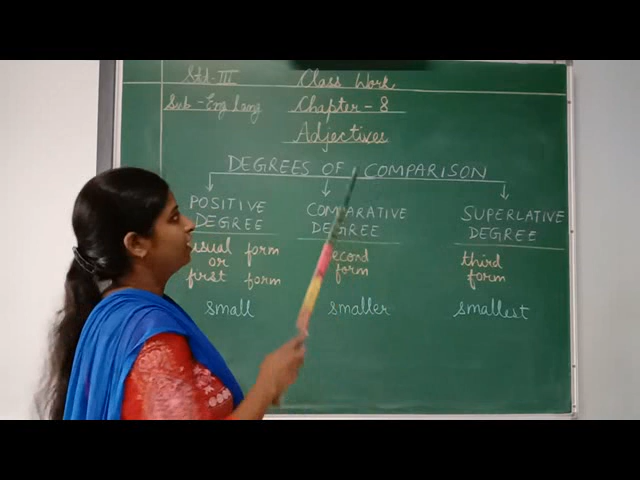 Std-III Class Work
Sub-Eng Lang Chapter-8
Adjectives
DEGREES OF COMPARISON
POSITIVE DEGREE
usual form
or
first form
small
COMPARATIVE DEGREE
second
form
smaller
SUPERLATIVE DEGREE
third
form
smallest